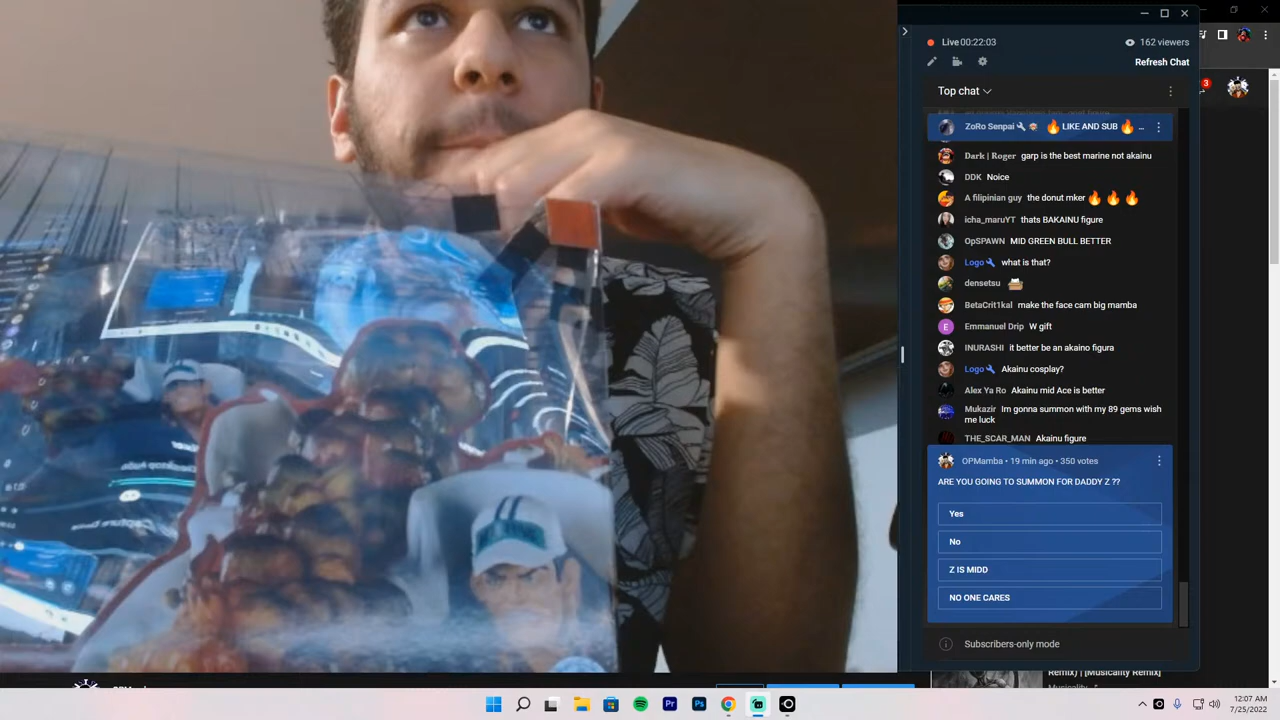 Live 00:22:03
162 viewers
Refresh Chat
Top chat
ZoRo Senpai 🔥 LIKE AND SUB 🔥 ...
Dark | Roger garp is the best marine not akainu
DDK Noice
A filipinian guy the donut mker 🔥 🔥 🔥
icha_maruYT thats BAKAINU figure
OpSPAWN MID GREEN BULL BETTER
Logo what is that?
densetsu
BetaCrit1kal make the face cam big mamba
Emmanuel Drip W gift
INURASHI it better be an akaino figura
Logo Akainu cosplay?
Alex Ya Ro Akainu mid Ace is better
Mukazir Im gonna summon with my 89 gems wish
me luck
THE_SCAR_MAN Akainu figure
OPMamba • 19 min ago • 350 votes
ARE YOU GOING TO SUMMON FOR DADDY Z ??
Yes
No
Z IS MIDD
NO ONE CARES
Subscribers-only mode
Remix) | [Musicality Remix]
3
E
Pr
Ps
12:07 AM
7/25/2022